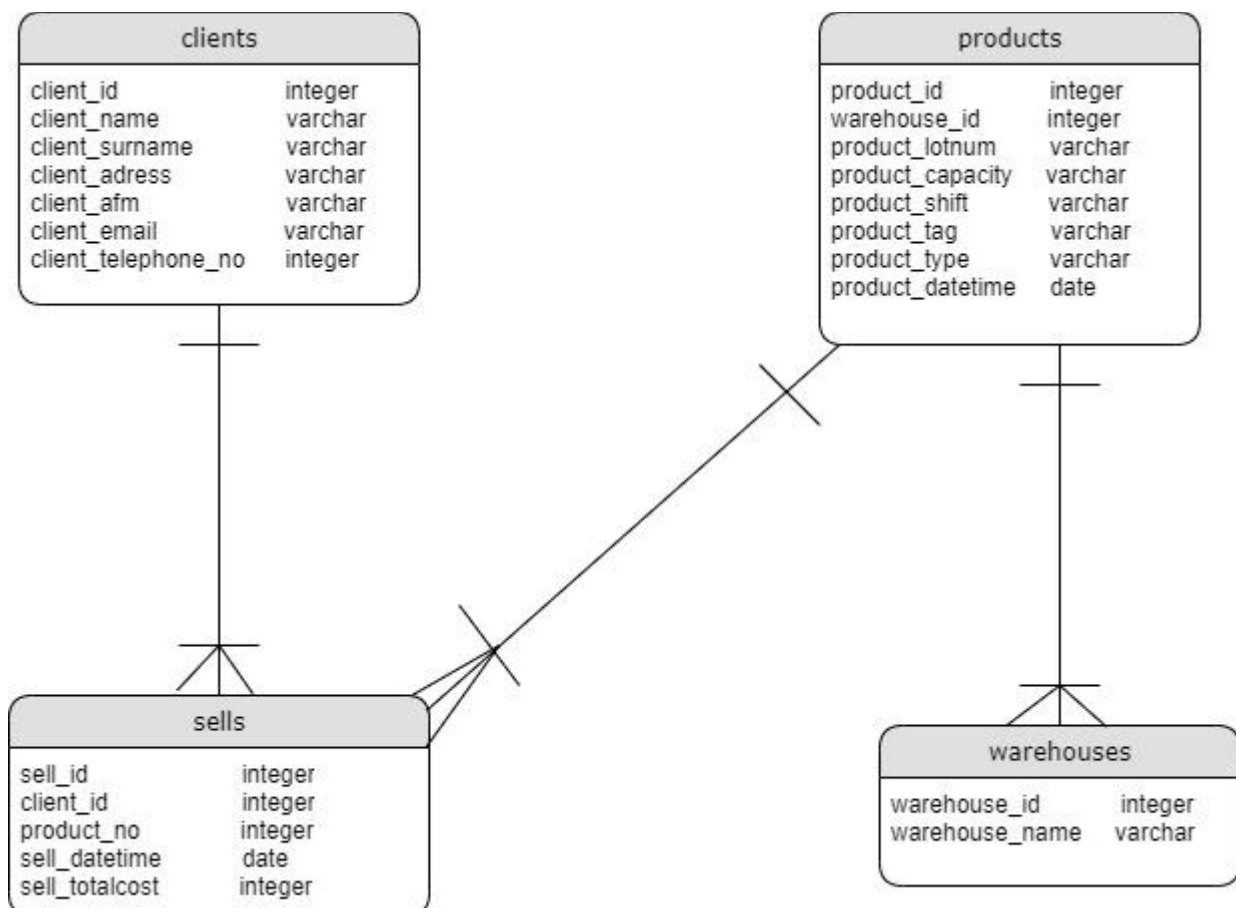 clients
client_id integer
client_name varchar
client_surname varchar
client_adress varchar
client_afm varchar
client_email varchar
client_telephone_no integer
products
product_id integer
warehouse_id integer
product_lotnum varchar
product_capacity varchar
product_shift varchar
product_tag varchar
product_type varchar
product_datetime date
sells
sell_id integer
client_id integer
product_no integer
sell_datetime date
sell_totalcost integer
warehouses
warehouse_id integer
warehouse_name varchar